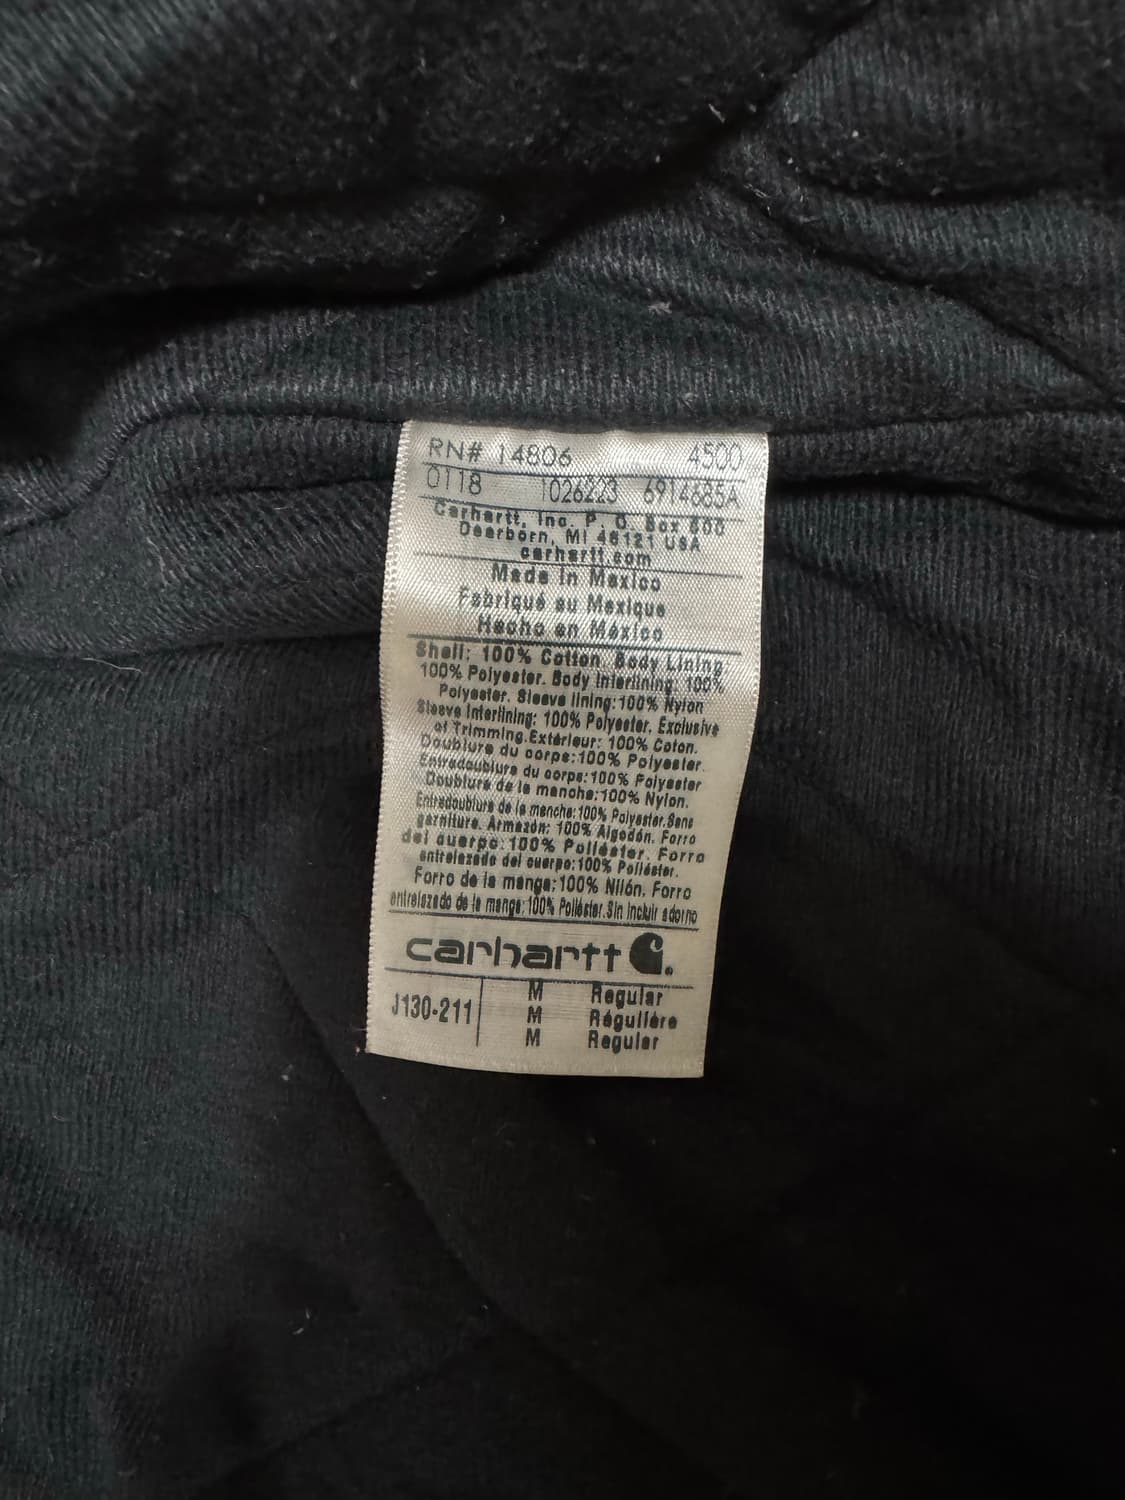 RN# 14806 4500
0118 1026223 6914685A
Carhartt, Inc. P. O. Box 600
Dearborn, MI 48121 USA
carhartt.com
Made in Mexico
Fabriqué au Mexique
Hecho en México
Shell: 100% Cotton. Body Lining
100% Polyester. Body Interlining 100%
Polyester. Sleeve lining:100% Nylon
Sleeve Interlining: 100% Polyester. Exclusive
of Trimming.Extérieur: 100% Coton.
Doublure du corps:100% Polyester.
Entredoublure du corps:100% Polyester
Doublure de la manche:100% Nylon.
Entredoublure de la menche:100% Polyester.Sans
garniture. Armazón: 100% Algodón. Forro
del cuerpo:100% Poliéster. Forro
entrelazado del cuerpo:100% Poliéster.
Forro de la manga:100% Nilón. Forro
entrelazado de la manga:100% Poliéster.Sin incluir adorno
carhartt
J130-211 M Regular
M Régulière
M Regular